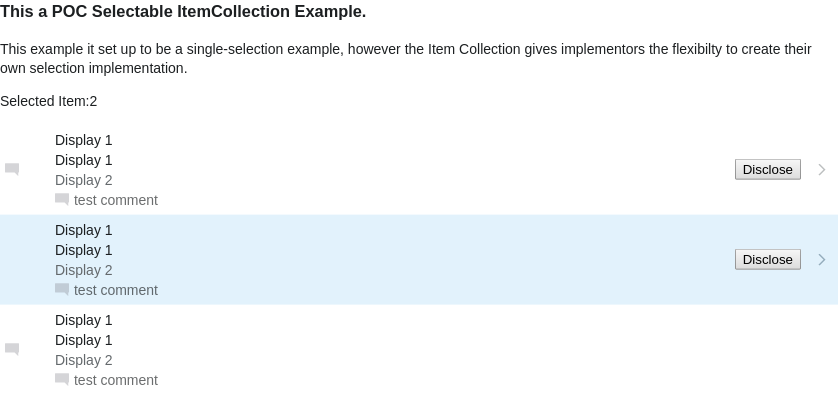 This a POC Selectable ItemCollection Example.
This example it set up to be a single-selection example, however the Item Collection gives implementors the flexibilty to create their
own selection implementation.
Selected Item:2
Display 1
Display 1
Disclose
Display 2
test comment
Display 1
Display 1
Disclose
Display 2
test comment
Display 1
Display 1
Display 2
test comment